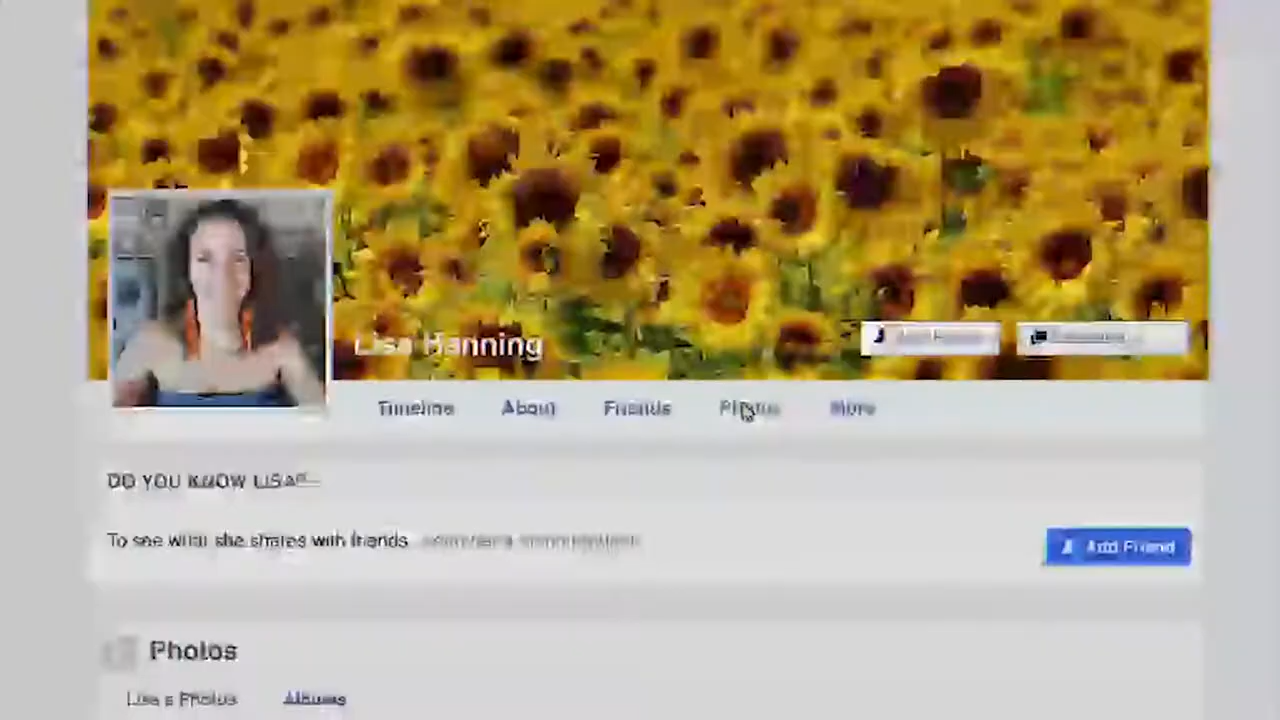 Lisa Hanning
Timeline About Friends Photos More
DO YOU KNOW LISA?
To see what she shares with friends,
Add Friend
Photos
Lisa's Photos Albums